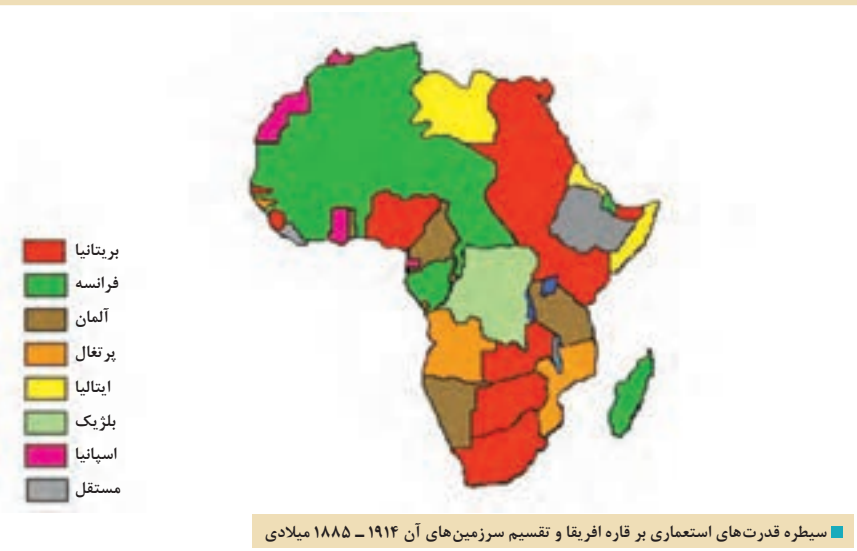 بریتانیا
فرانسه
آلمان
پرتغال
ایتالیا
بلژیک
اسپانیا
مستقل
سیطره قدرت‌های استعماری بر قاره افریقا و تقسیم سرزمین‌های آن ۱۹۱۴ ــ ۱۸۸۵ میلادی